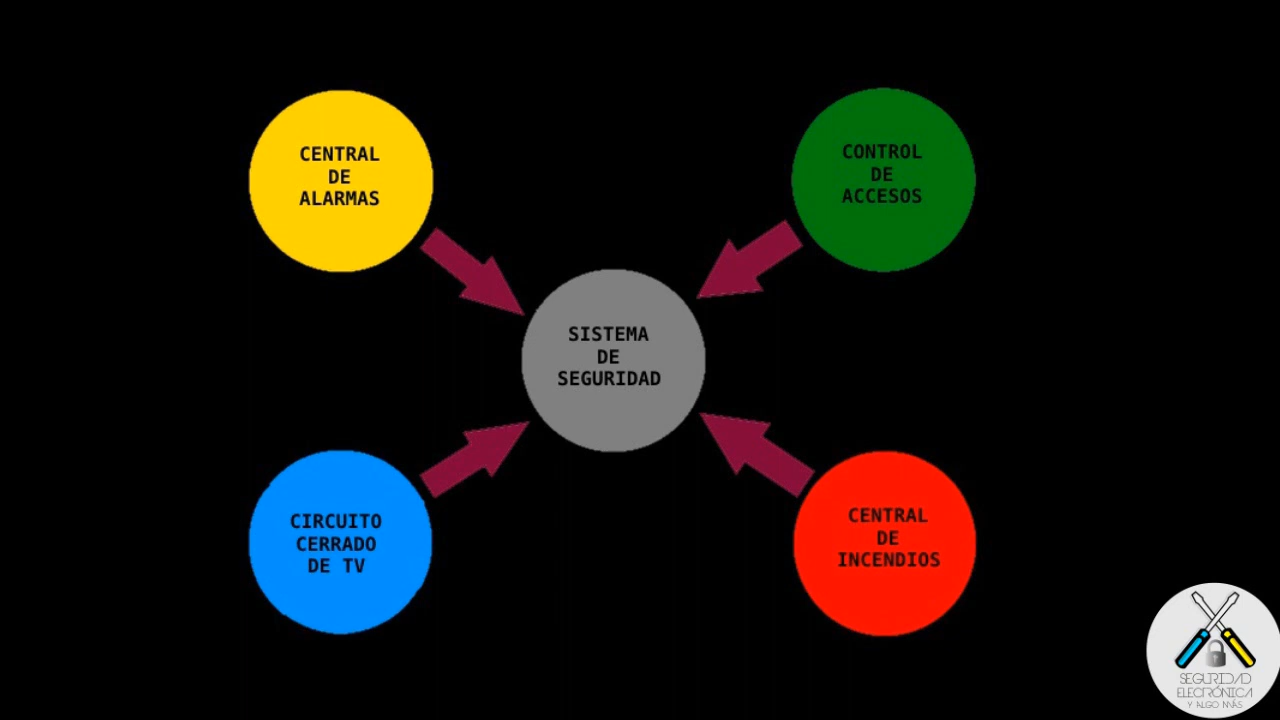 CENTRAL
DE
ALARMAS
CONTROL
DE
ACCESOS
SISTEMA
DE
SEGURIDAD
CIRCUITO
CERRADO
DE TV
CENTRAL
DE
INCENDIOS
SEGURIDAD
ELECTRÓNICA
Y ALGO MÁS